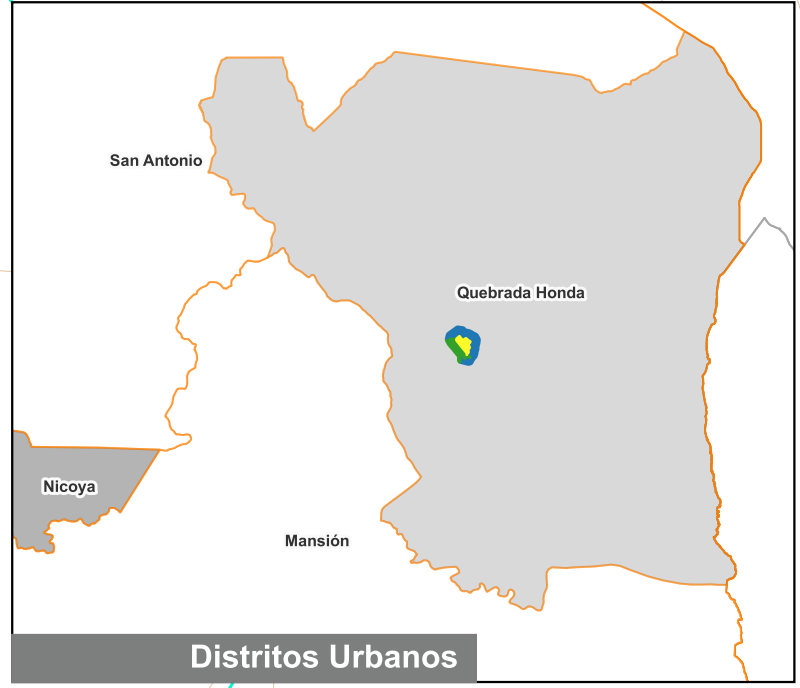 San Antonio
Quebrada Honda
Nicoya
Mansión
Distritos Urbanos